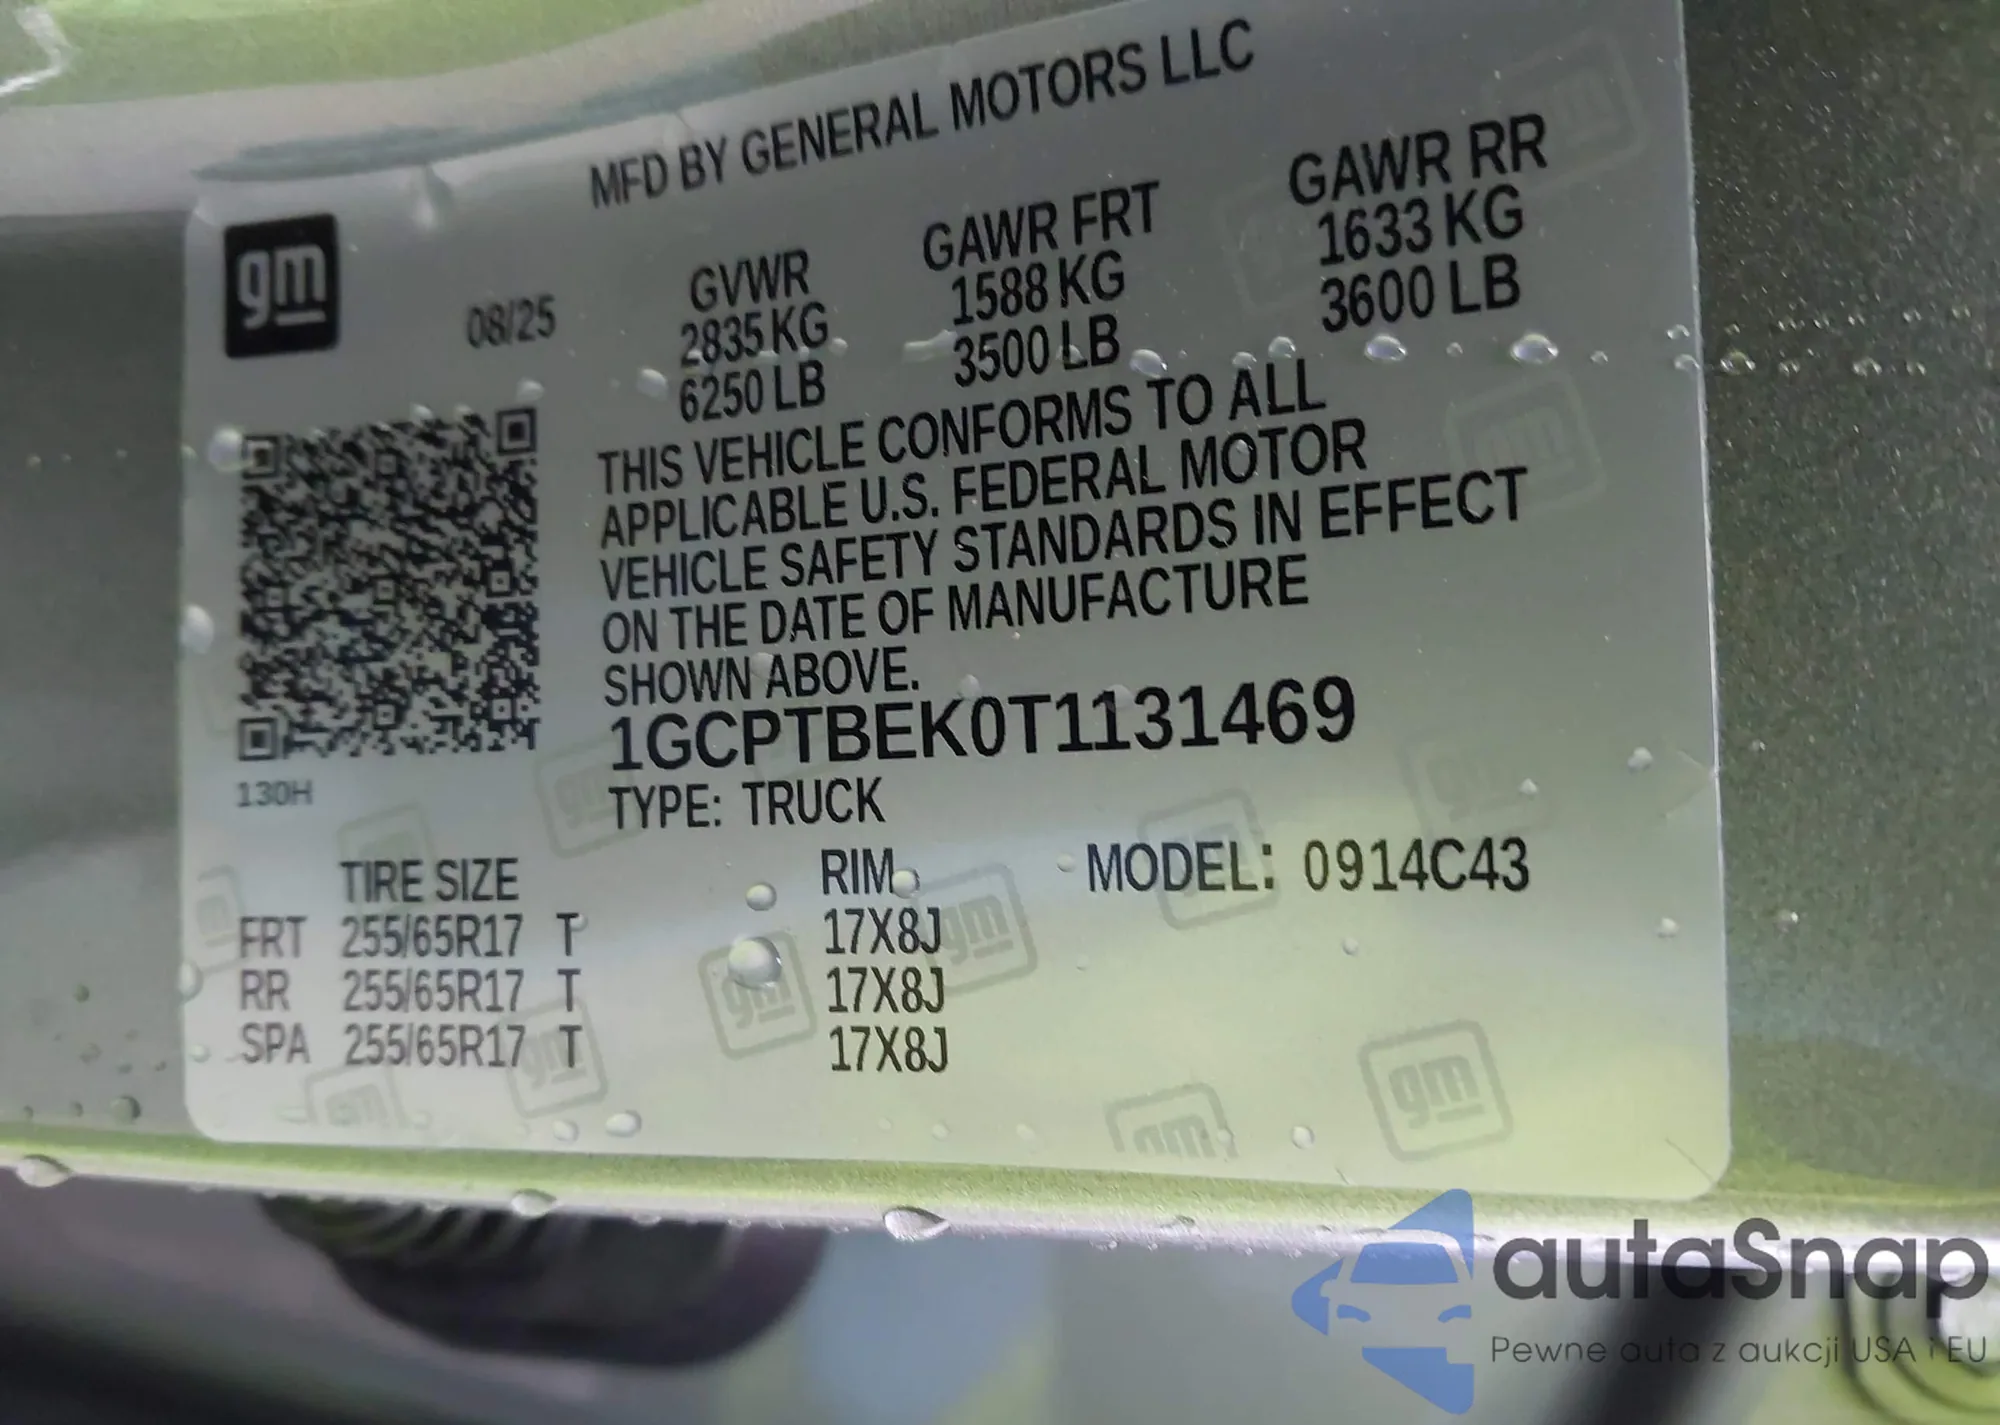 MFD BY GENERAL MOTORS LLC
gm
08/25
GVWR
2835 KG
6250 LB
GAWR FRT
1588 KG
3500 LB
GAWR RR
1633 KG
3600 LB
THIS VEHICLE CONFORMS TO ALL
APPLICABLE U.S. FEDERAL MOTOR
VEHICLE SAFETY STANDARDS IN EFFECT
ON THE DATE OF MANUFACTURE
SHOWN ABOVE.
1GCPTBEK0T1131469
130H
TYPE: TRUCK
TIRE SIZE RIM MODEL: 0914C43
FRT 255/65R17 T 17X8J
RR 255/65R17 T 17X8J
SPA 255/65R17 T 17X8J
autaSnap
Pewne auta z aukcji USA i EU